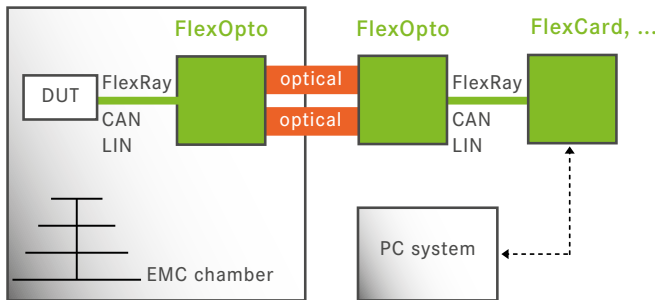 FlexOpto
FlexOpto
FlexCard, ...
DUT
FlexRay
CAN
LIN
optical
optical
FlexRay
CAN
LIN
EMC chamber
PC system